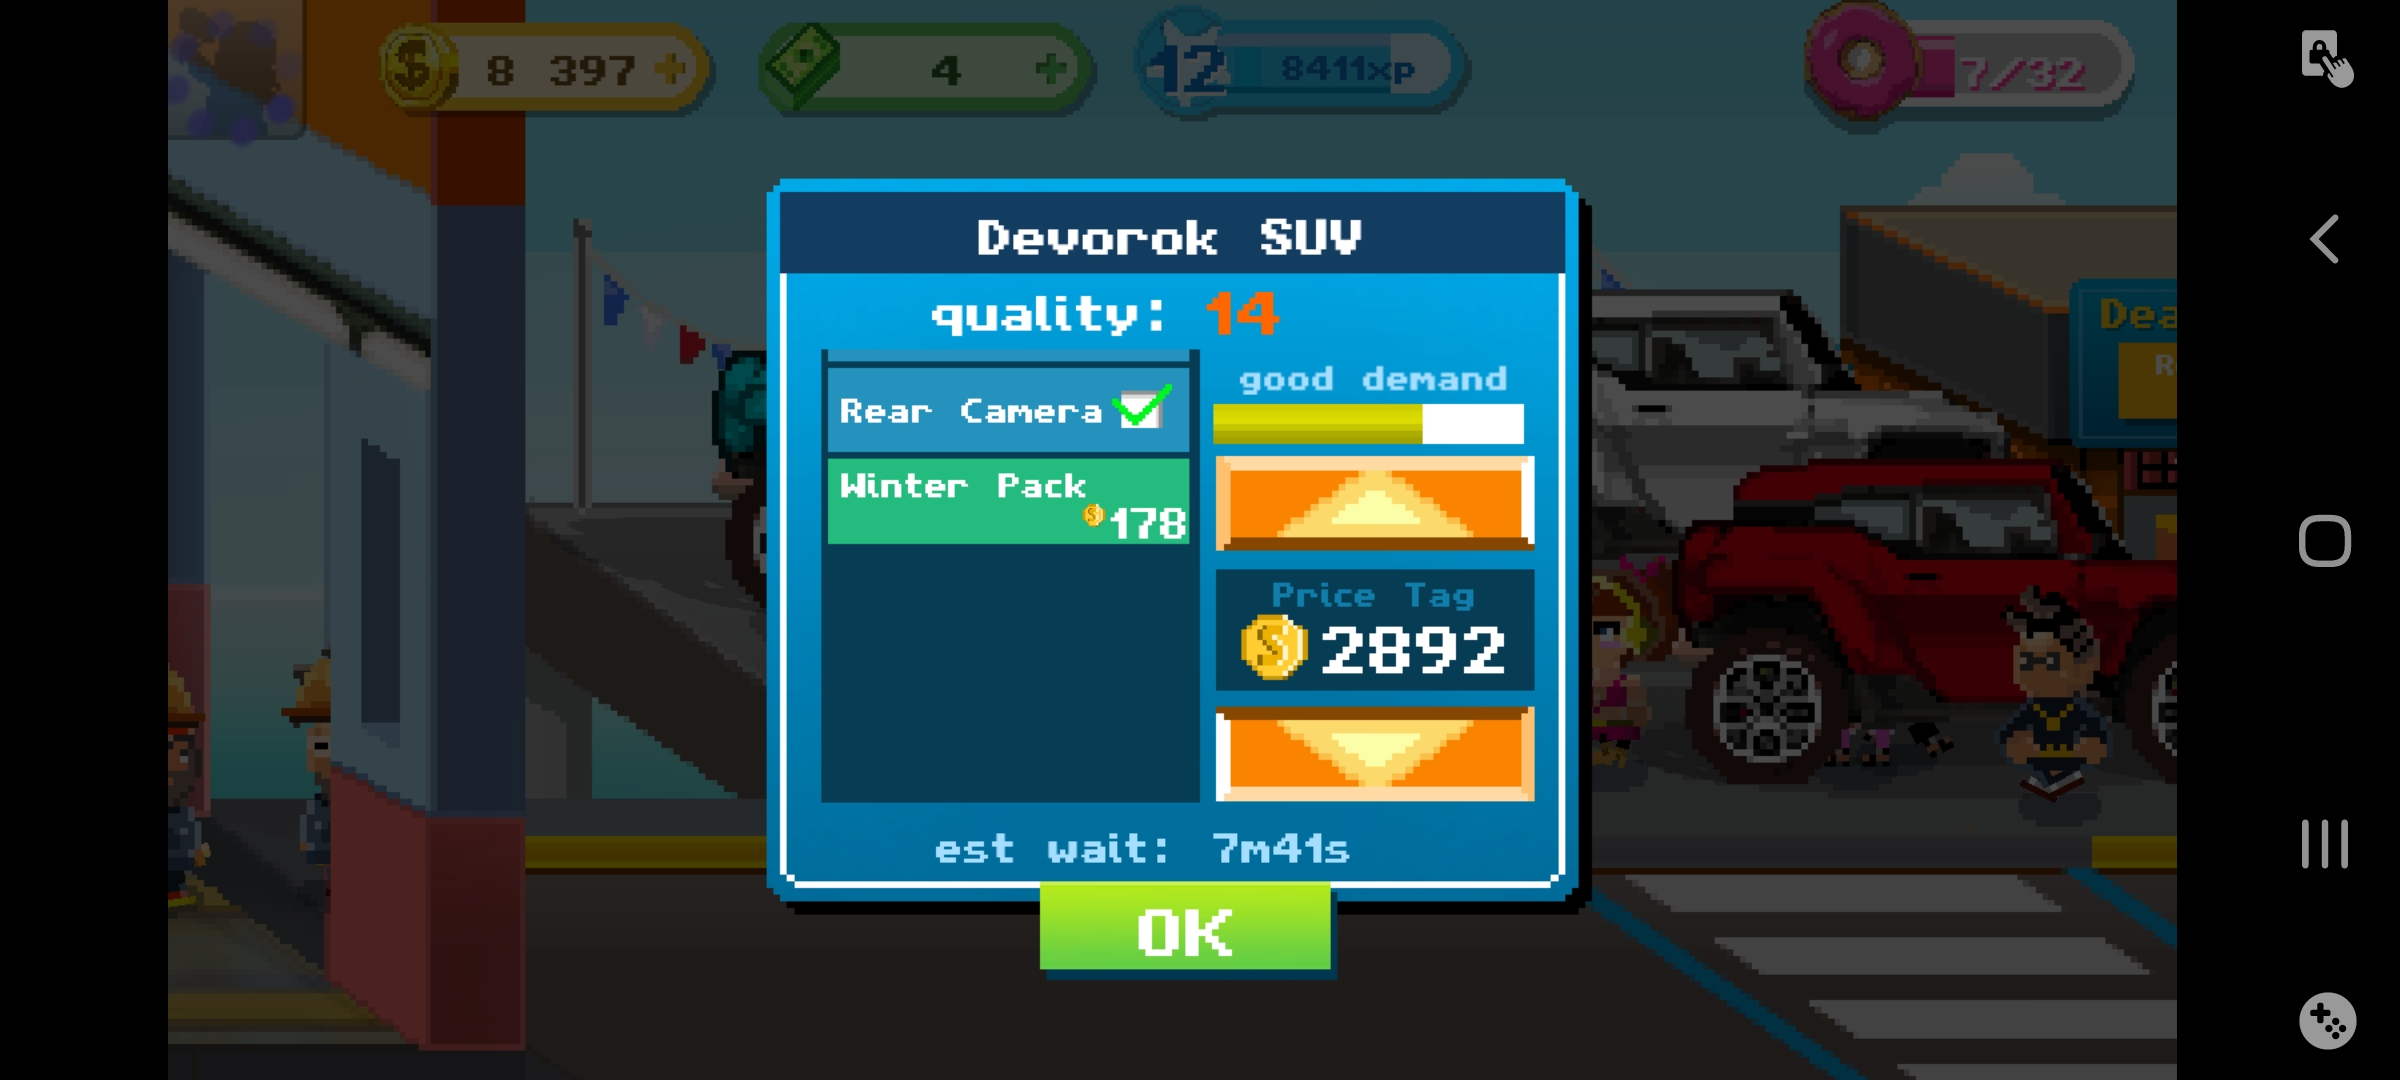 8 397 +
4 +
12 8411xp
7/32
Devorok SUV
quality: 14
Rear Camera
Winter Pack
178
good demand
Price Tag
2892
est wait: 7m41s
OK